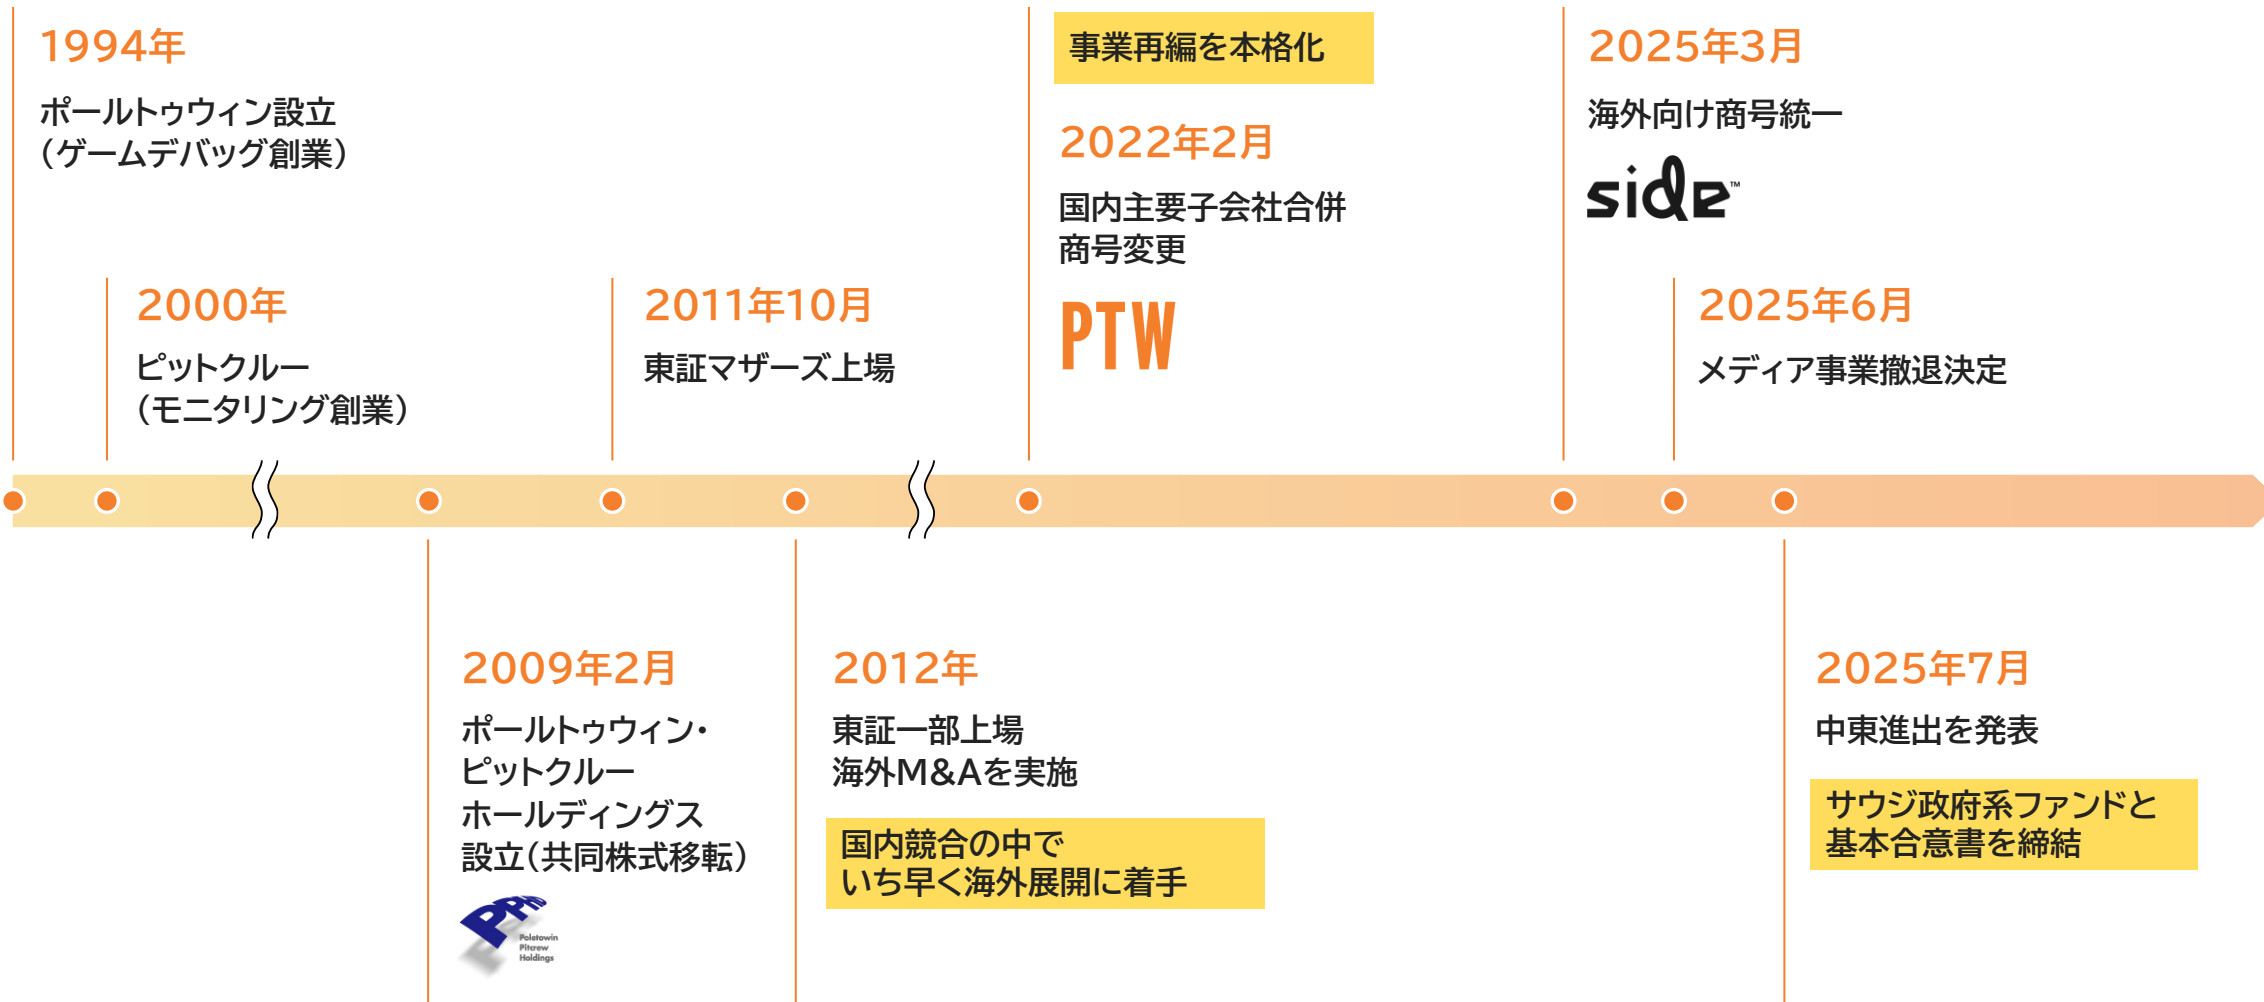 1994年
ポールトゥウィン設立
（ゲームデバッグ創業）
2000年
ピットクルー
（モニタリング創業）
2009年2月
ポールトゥウィン・
ピットクルー
ホールディングス
設立（共同株式移転）
PPHD
Poletowin
Pitcrew
Holdings
2011年10月
東証マザーズ上場
2012年
東証一部上場
海外M&Aを実施
国内競合の中で
いち早く海外展開に着手
事業再編を本格化
2022年2月
国内主要子会社合併
商号変更
PTW
2025年3月
海外向け商号統一
side™
2025年6月
メディア事業撤退決定
2025年7月
中東進出を発表
サウジ政府系ファンドと
基本合意書を締結